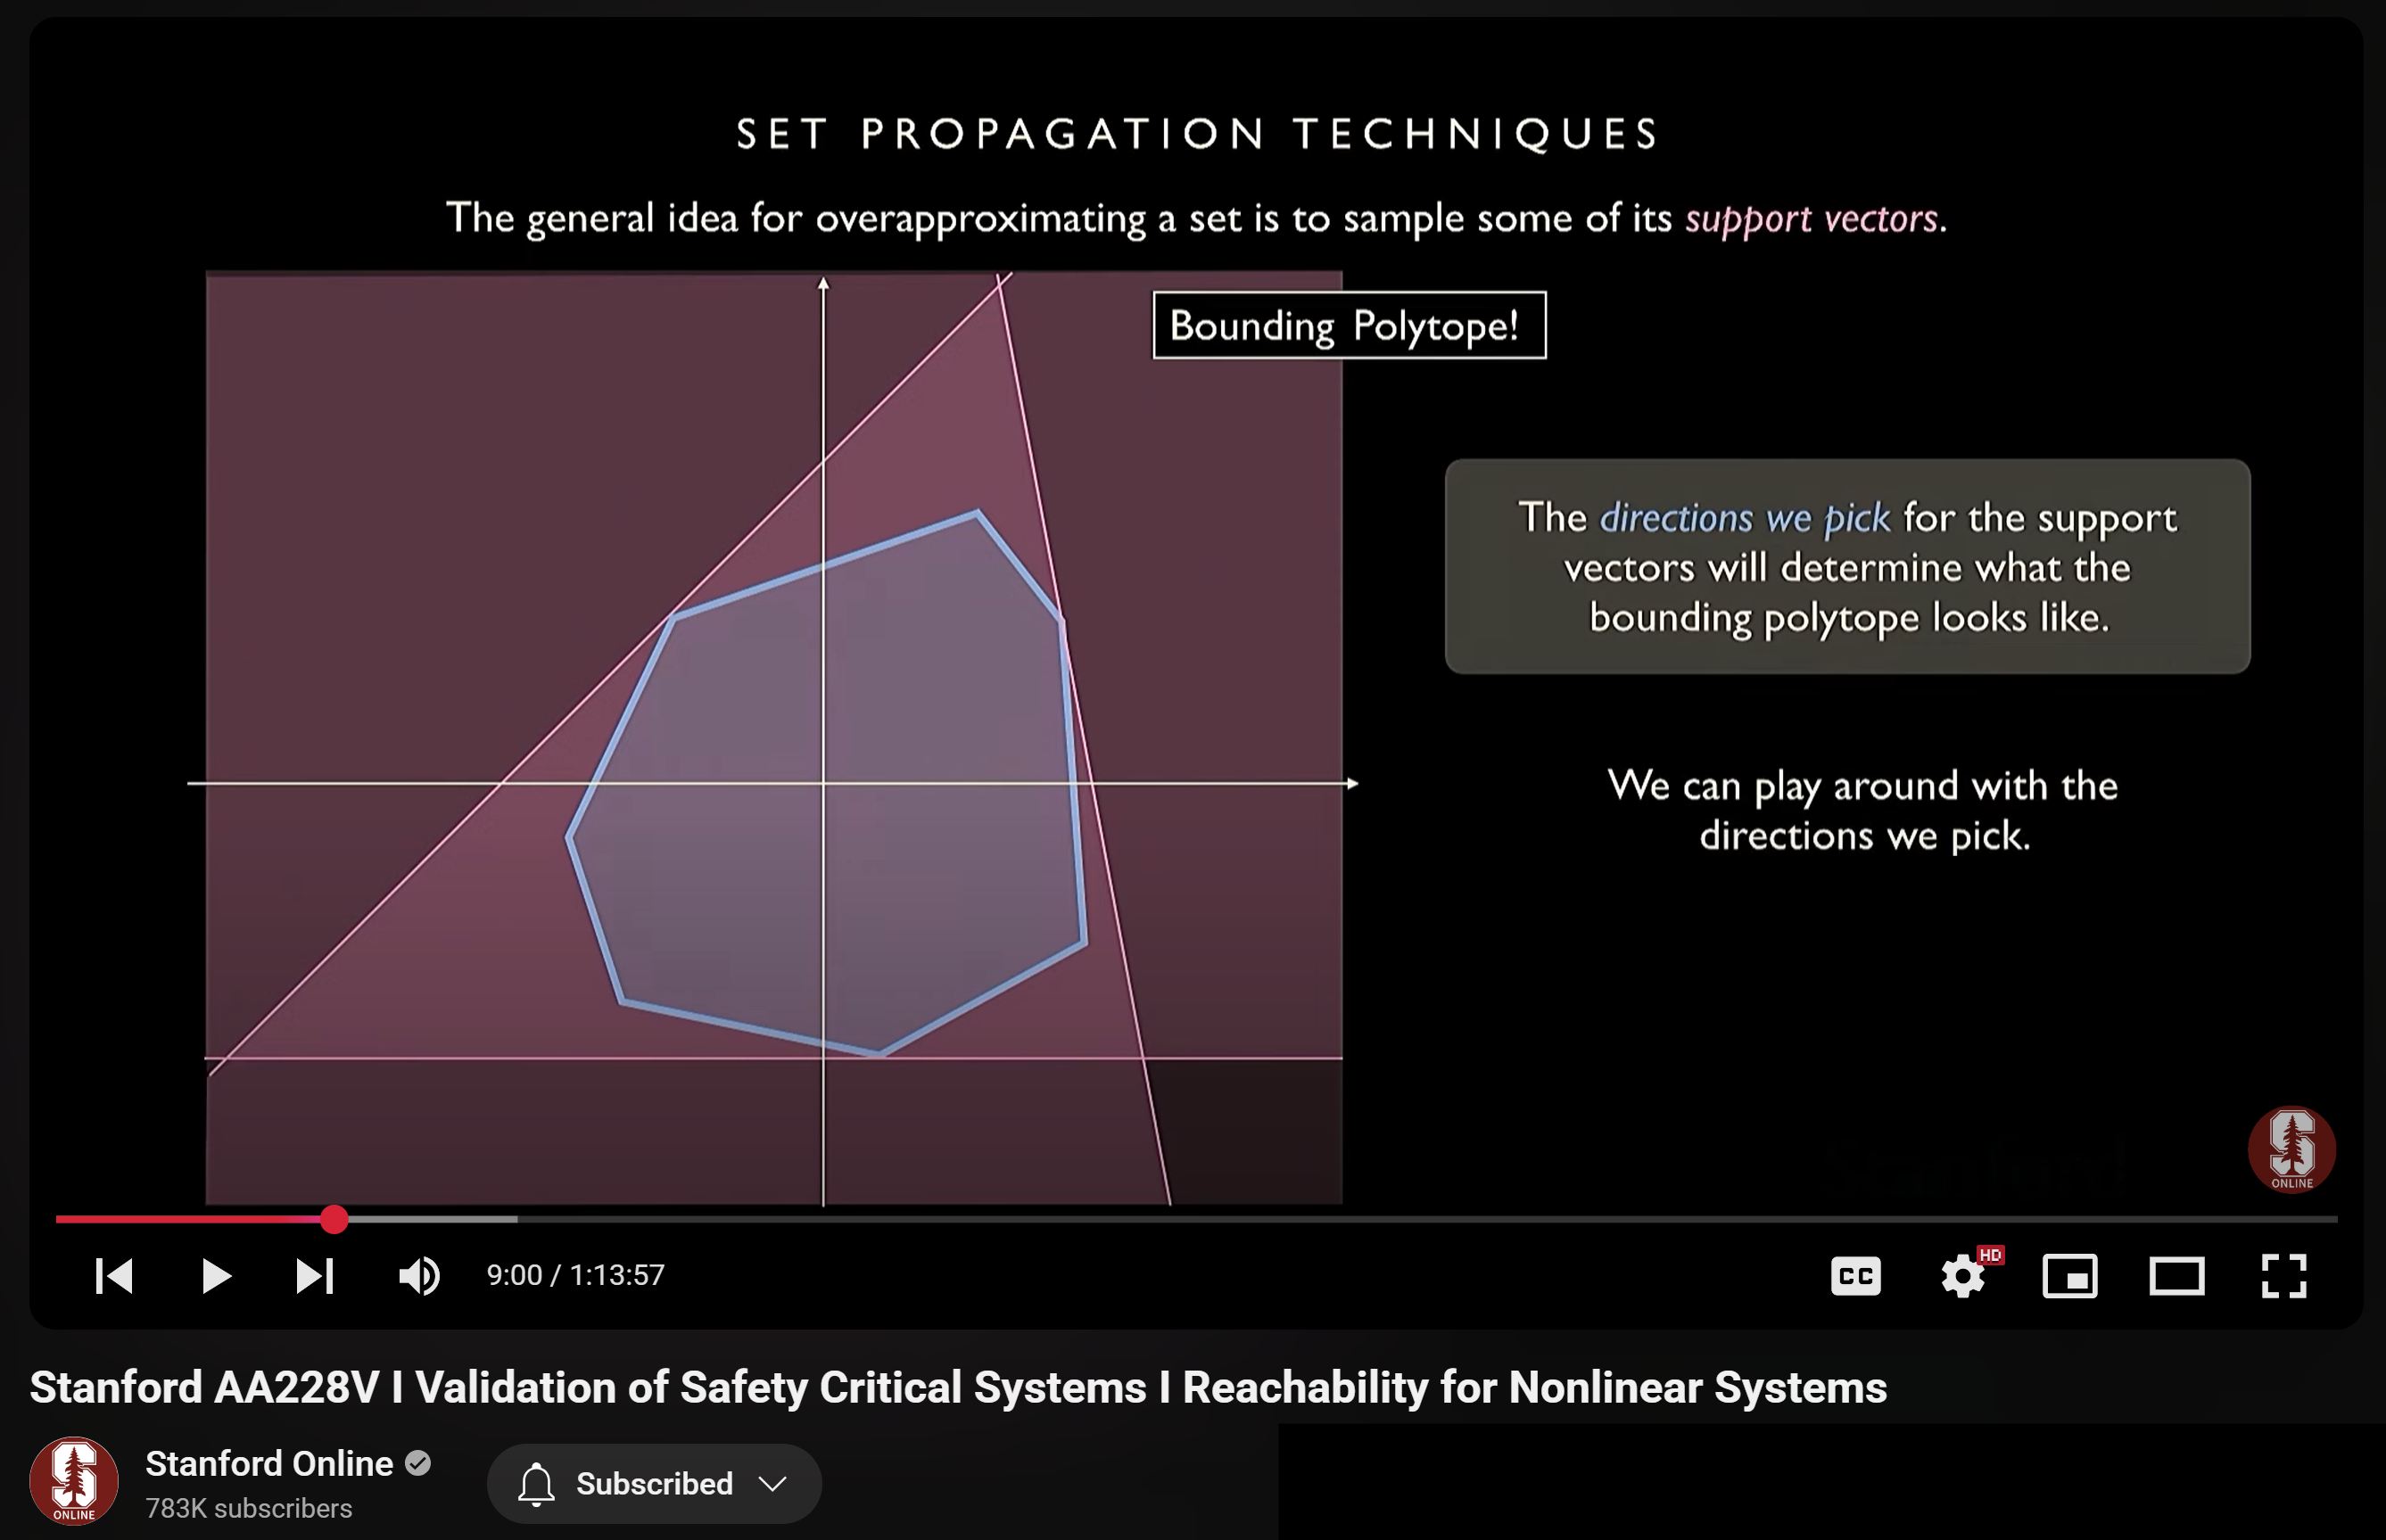 SET PROPAGATION TECHNIQUES
The general idea for overapproximating a set is to sample some of its support vectors.
Bounding Polytope!
The directions we pick for the support
vectors will determine what the
bounding polytope looks like.
We can play around with the
directions we pick.
S
ONLINE
9:00 / 1:13:57
CC
HD
Stanford AA228V I Validation of Safety Critical Systems I Reachability for Nonlinear Systems
S
ONLINE
Stanford Online
783K subscribers
Subscribed